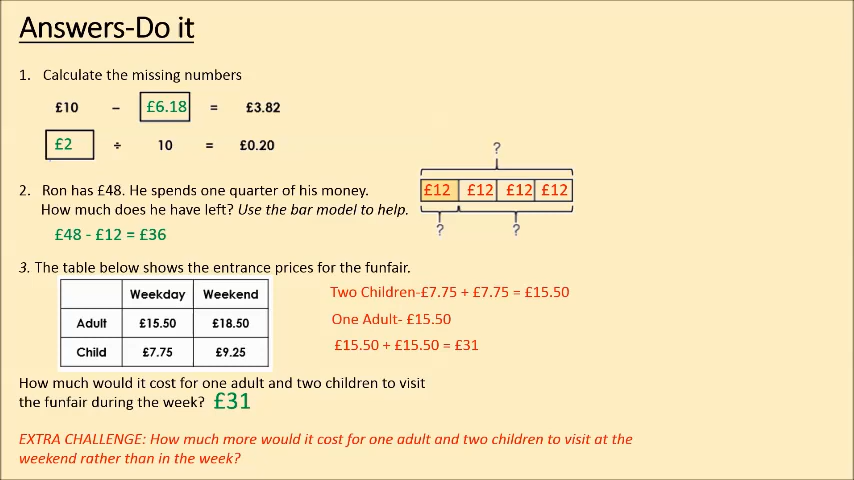 Answers-Do it
1. Calculate the missing numbers
£10 – £6.18 = £3.82
£2 ÷ 10 = £0.20
?
2. Ron has £48. He spends one quarter of his money.
£12 £12 £12 £12
How much does he have left? Use the bar model to help.
? ?
£48 - £12 = £36
3. The table below shows the entrance prices for the funfair.
Weekday Weekend
Adult £15.50 £18.50
Child £7.75 £9.25
Two Children-£7.75 + £7.75 = £15.50
One Adult- £15.50
£15.50 + £15.50 = £31
How much would it cost for one adult and two children to visit
the funfair during the week? £31
EXTRA CHALLENGE: How much more would it cost for one adult and two children to visit at the
weekend rather than in the week?